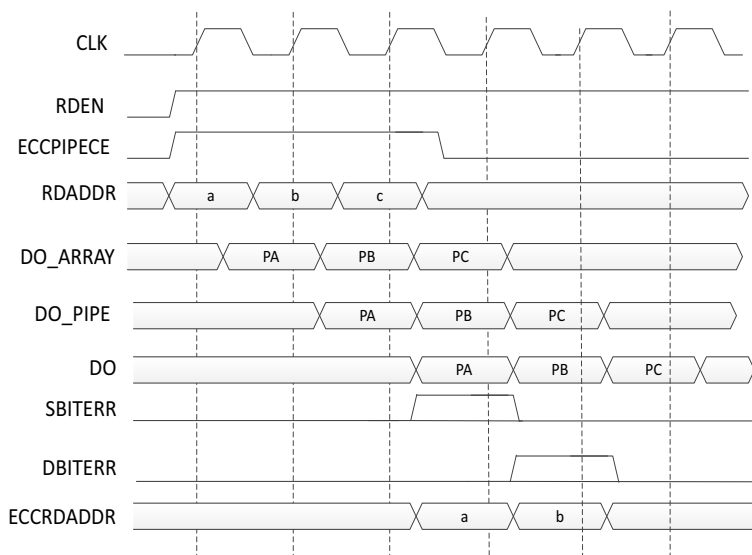 CLK
RDEN
ECCPIPECE
RDADDR a b c
DO_ARRAY PA PB PC
DO_PIPE PA PB PC
DO PA PB PC
SBITERR
DBITERR
ECCRDADDR a b